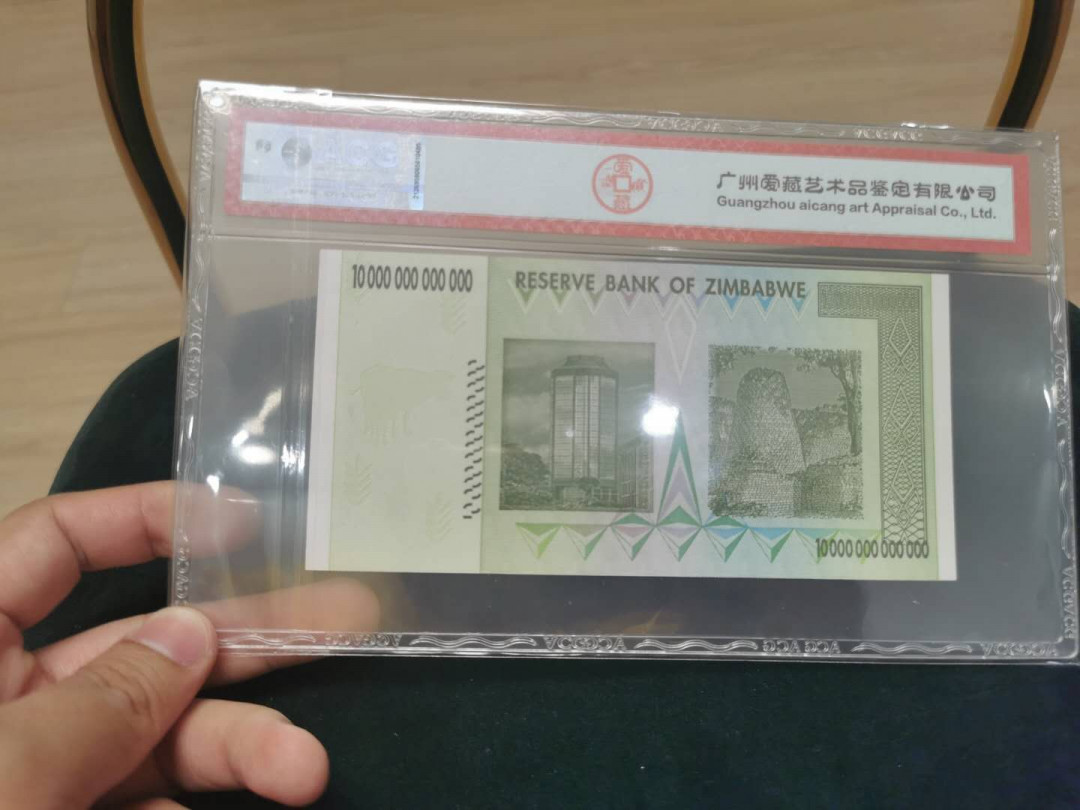 广州爱藏艺术品鉴定有限公司
Guangzhou aicang art Appraisal Co., Ltd.
10 000 000 000 000
RESERVE BANK OF ZIMBABWE
10 000 000 000 000